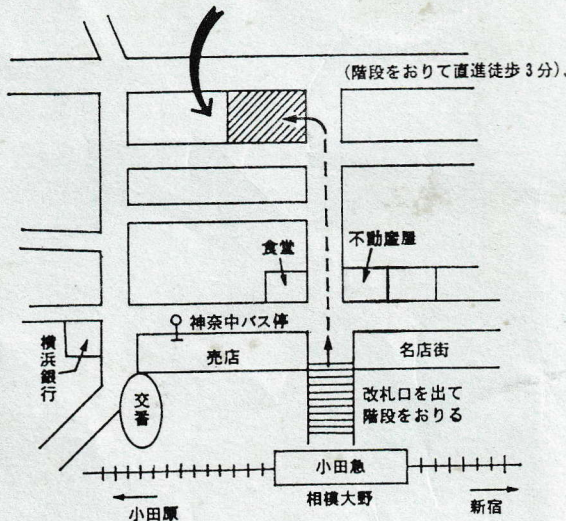 (階段をおりて直進徒歩3分)、
食堂
不動産屋
神奈中バス停
横浜銀行
売店
名店街
交番
改札口を出て
階段をおりる
小田急
相模大野
小田原
新宿